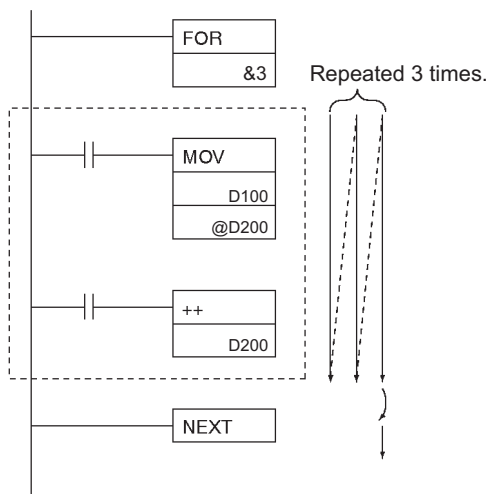 FOR
&3
Repeated 3 times.
MOV
D100
@D200
++
D200
NEXT